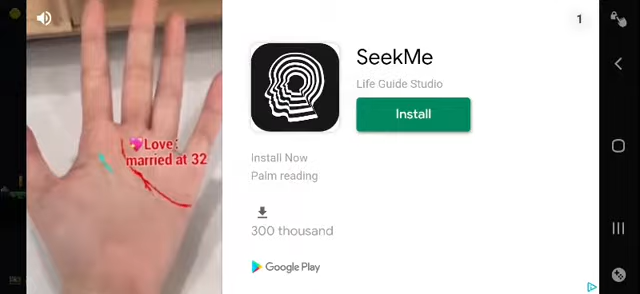 Love:
married at 32
1
SeekMe
Life Guide Studio
Install
Install Now
Palm reading
300 thousand
Google Play